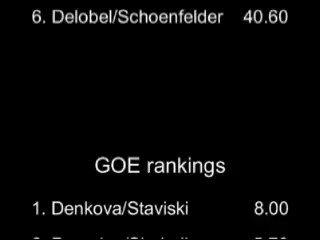 6. Delobel/Schoenfelder 40.60
GOE rankings
1. Denkova/Staviski 8.00